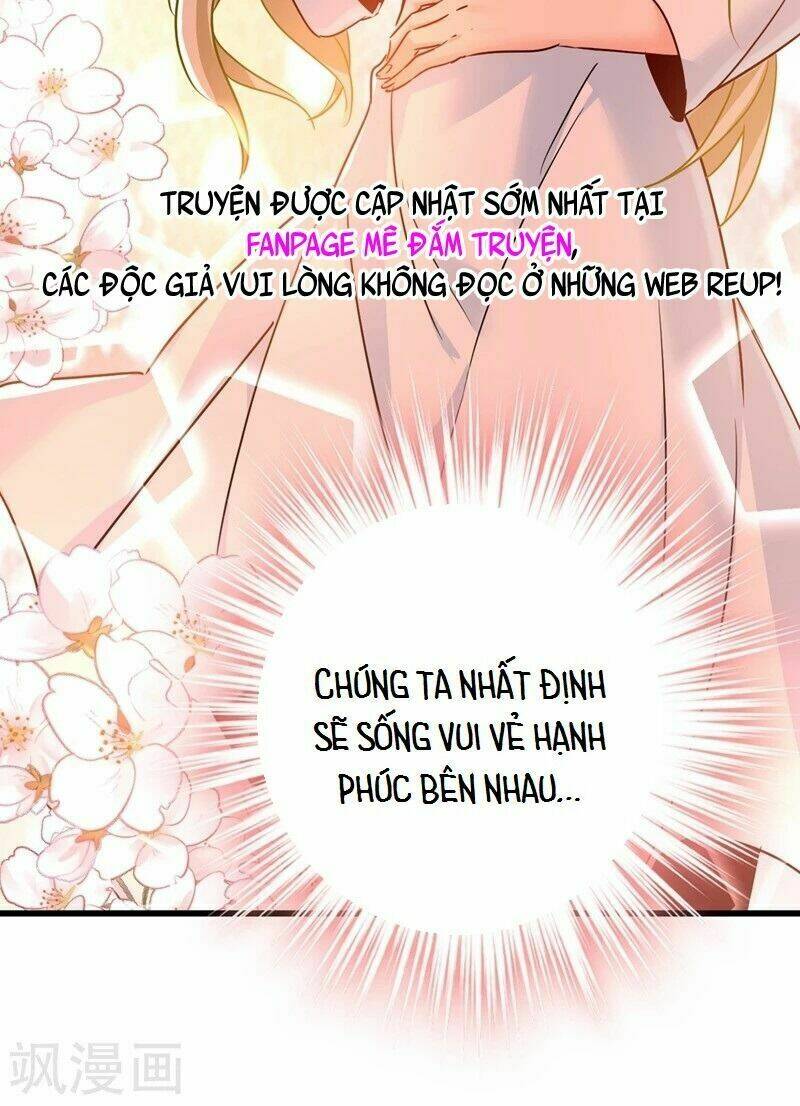 TRUYỆN ĐƯỢC CẬP NHẬT SỚM NHẤT TẠI
FANPAGE MÊ ĐẮM TRUYỆN,
CÁC ĐỘC GIẢ VUI LÒNG KHÔNG ĐỌC Ở NHỮNG WEB REUP!
CHÚNG TA NHẤT ĐỊNH
SẼ SỐNG VUI VẺ HẠNH
PHÚC BÊN NHAU...
飒漫画